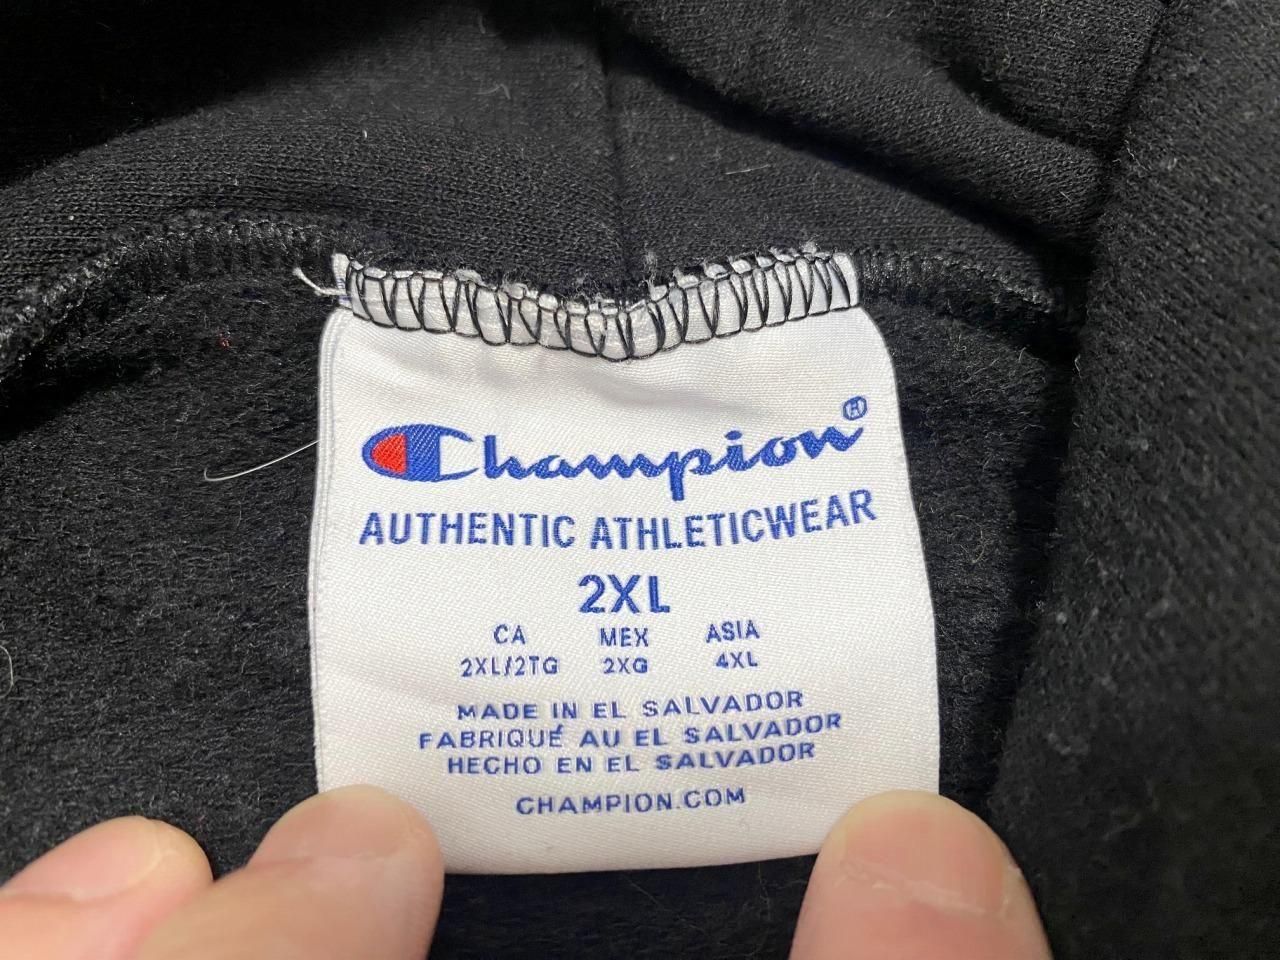 Champion®
AUTHENTIC ATHLETICWEAR
2XL
CA MEX ASIA
2XL/2TG 2XG 4XL
MADE IN EL SALVADOR
FABRIQUÉ AU EL SALVADOR
HECHO EN EL SALVADOR
CHAMPION.COM